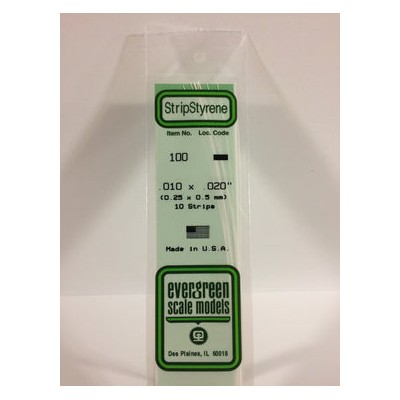 StripStyrene
Item No. Loc. Code
100
.010 x .020"
(0.25 x 0.5 mm)
10 Strips
Made in U.S.A.
evergreen
scale models
Des Plaines, IL 60018